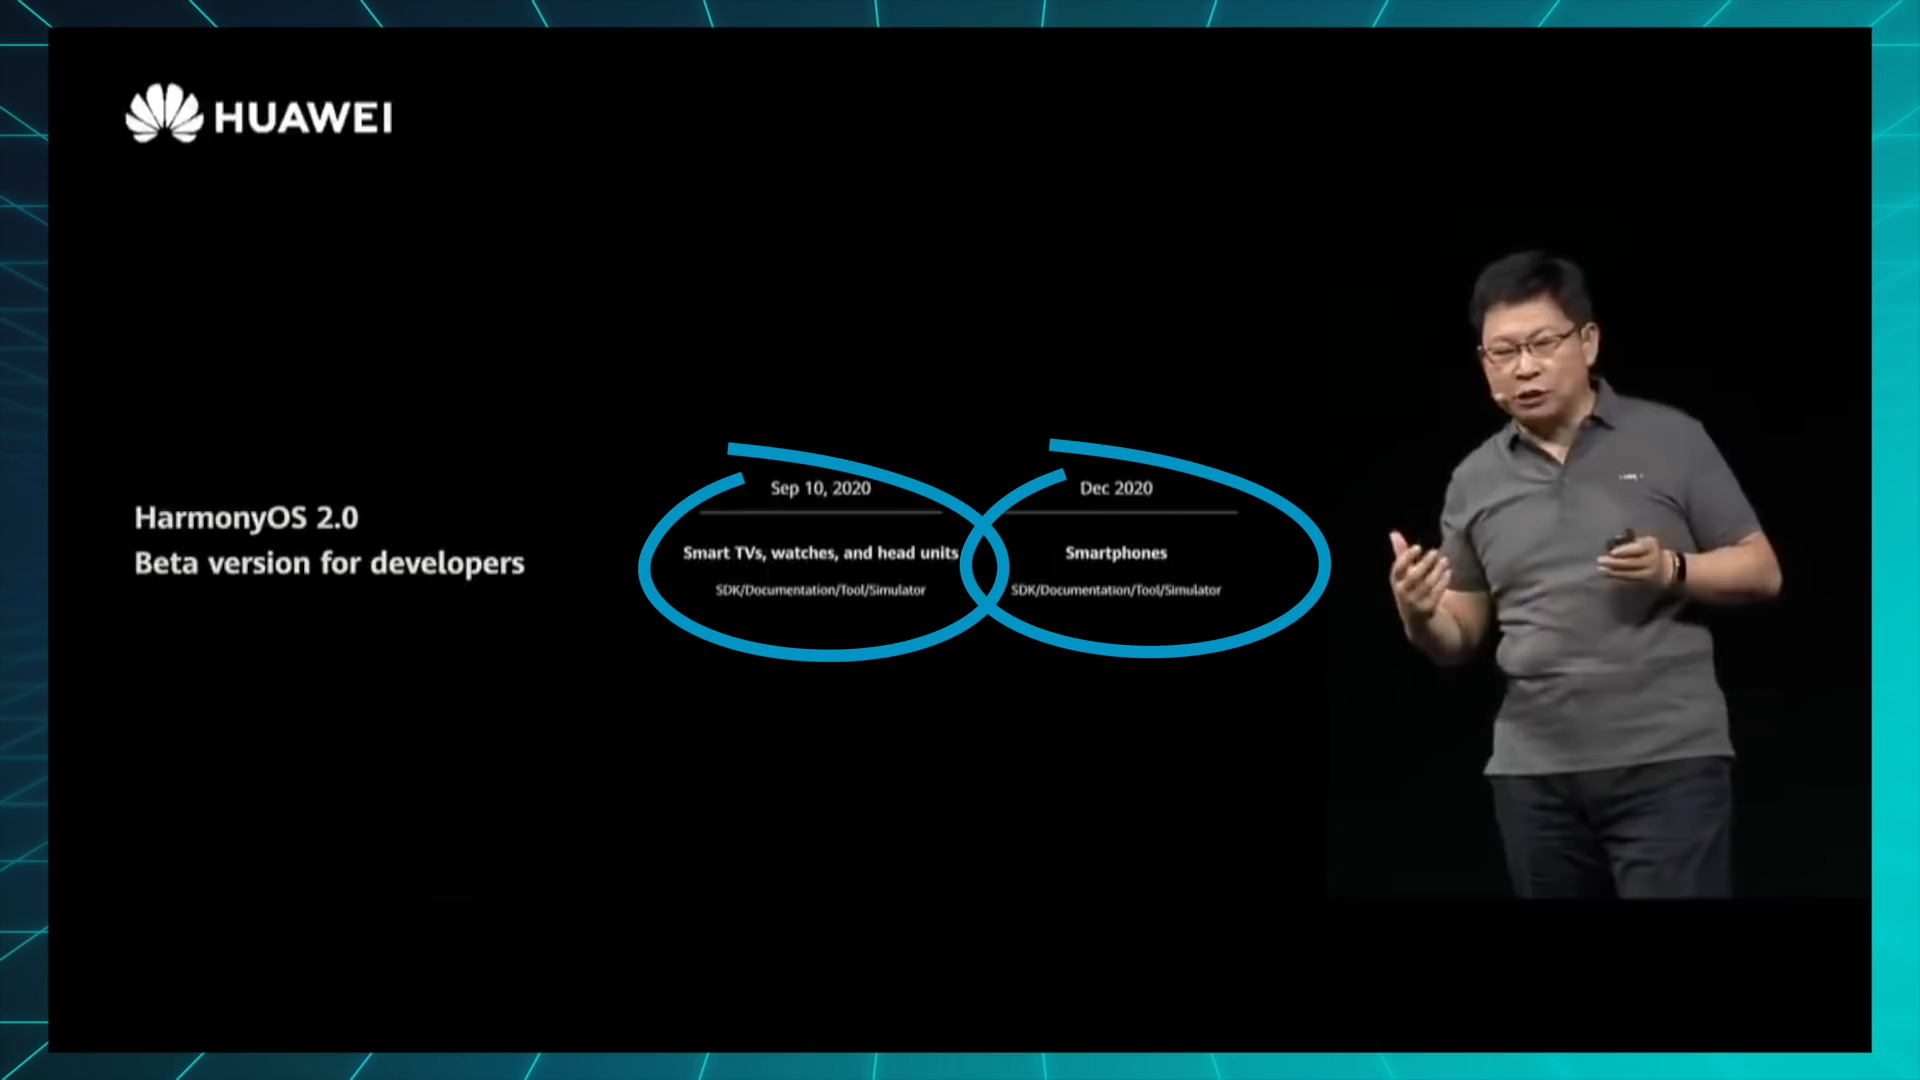 HUAWEI
HarmonyOS 2.0
Beta version for developers
Sep 10, 2020
Smart TVs, watches, and head units
SDK/Documentation/Tool/Simulator
Dec 2020
Smartphones
SDK/Documentation/Tool/Simulator